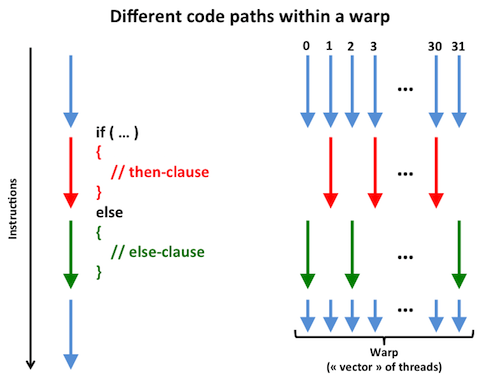 Different code paths within a warp
0 1 2 3 30 31
...
if ( ... )
{
// then-clause
}
...
else
{
// else-clause
}
...
...
Instructions
Warp
(« vector » of threads)